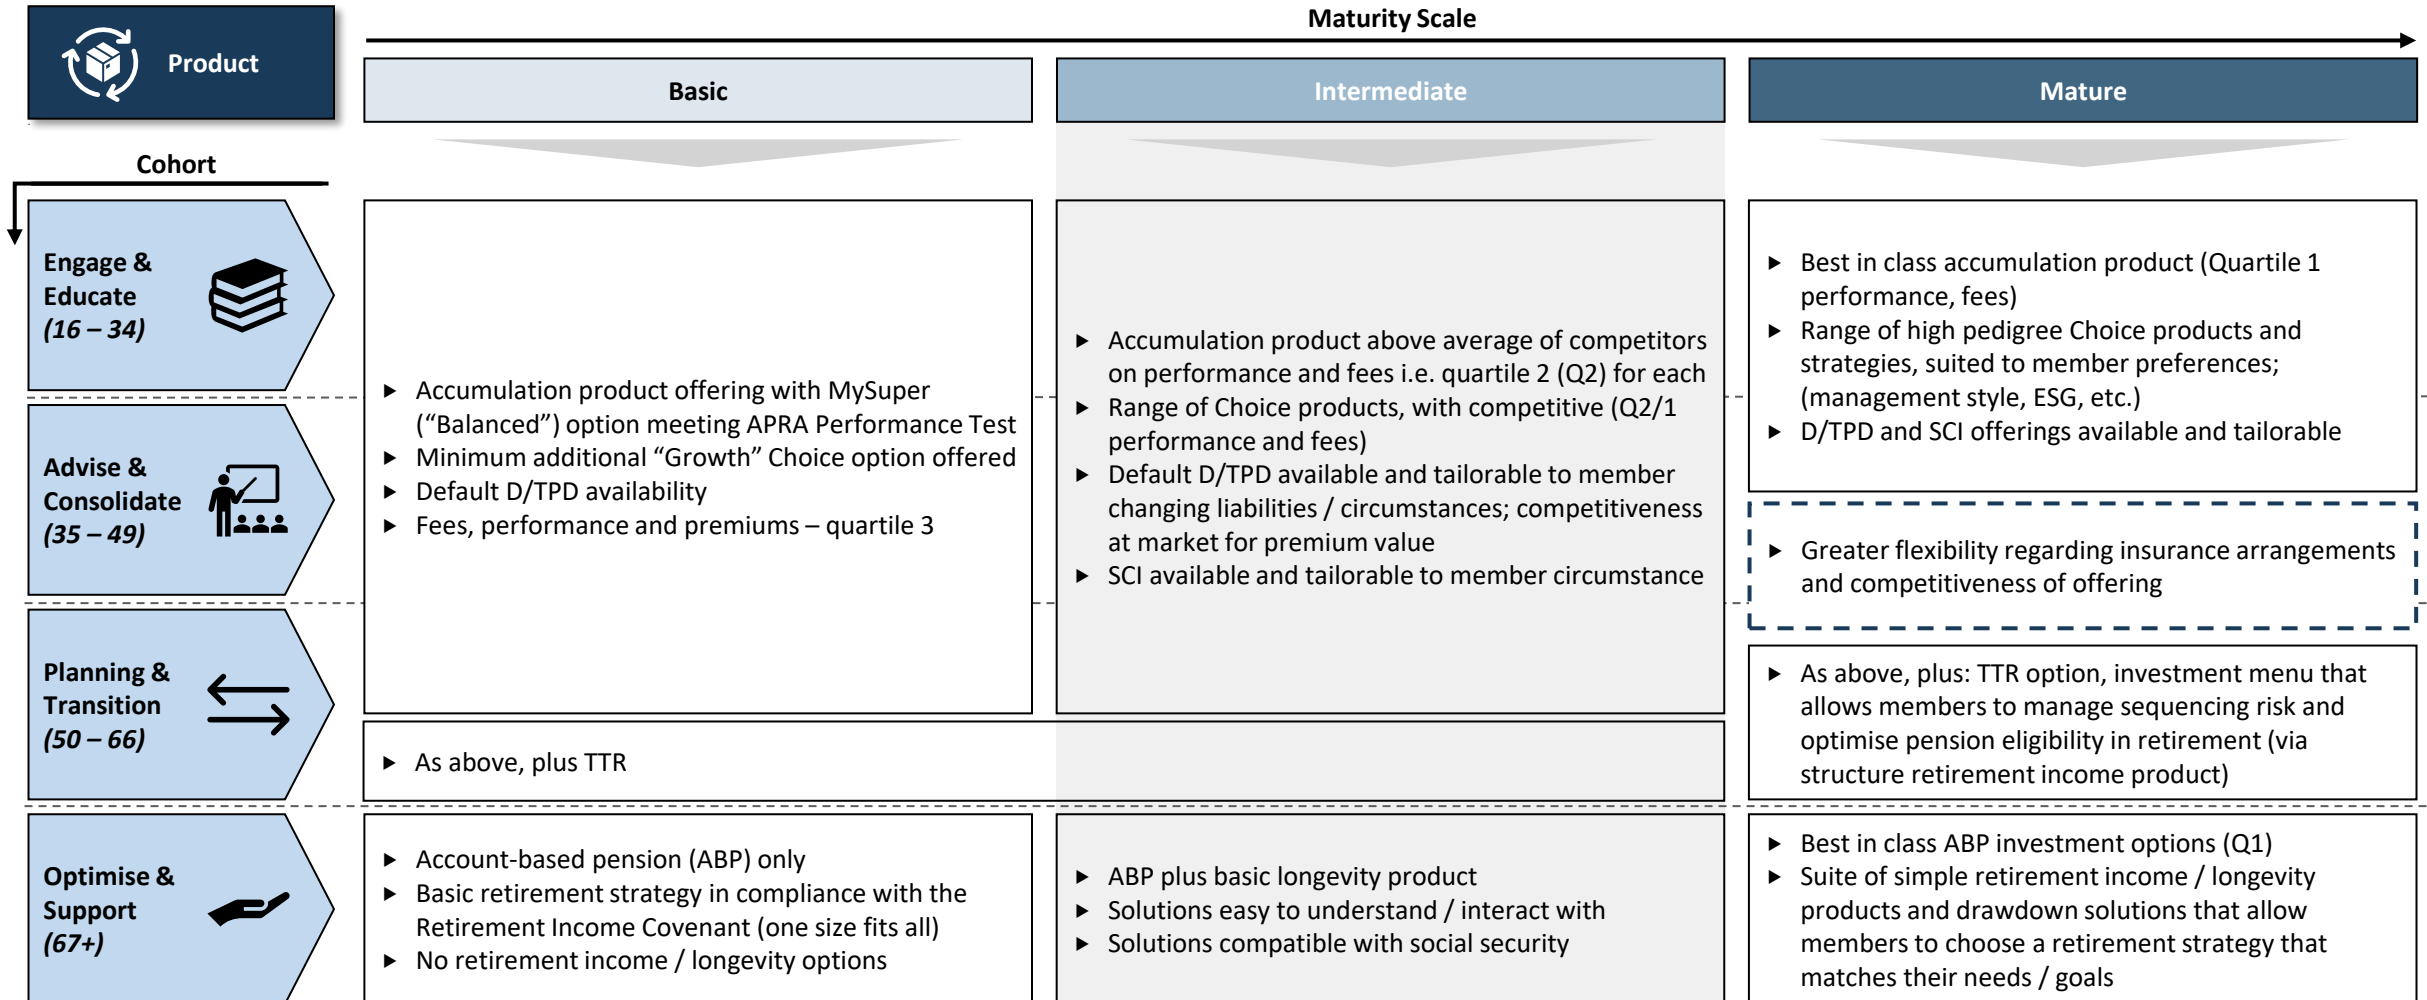 Maturity Scale
Product
Basic
Intermediate
Mature
Cohort
Engage &
Educate
(16 – 34)
Advise &
Consolidate
(35 – 49)
Planning &
Transition
(50 – 66)
Optimise &
Support
(67+)
► Accumulation product offering with MySuper
(“Balanced”) option meeting APRA Performance Test
► Minimum additional “Growth” Choice option offered
► Default D/TPD availability
► Fees, performance and premiums – quartile 3
► Accumulation product above average of competitors
on performance and fees i.e. quartile 2 (Q2) for each
► Range of Choice products, with competitive (Q2/1
performance and fees)
► Default D/TPD available and tailorable to member
changing liabilities / circumstances; competitiveness
at market for premium value
► SCI available and tailorable to member circumstance
► Best in class accumulation product (Quartile 1
performance, fees)
► Range of high pedigree Choice products and
strategies, suited to member preferences;
(management style, ESG, etc.)
► D/TPD and SCI offerings available and tailorable
► Greater flexibility regarding insurance arrangements
and competitiveness of offering
► As above, plus TTR
► As above, plus: TTR option, investment menu that
allows members to manage sequencing risk and
optimise pension eligibility in retirement (via
structure retirement income product)
► Account-based pension (ABP) only
► Basic retirement strategy in compliance with the
Retirement Income Covenant (one size fits all)
► No retirement income / longevity options
► ABP plus basic longevity product
► Solutions easy to understand / interact with
► Solutions compatible with social security
► Best in class ABP investment options (Q1)
► Suite of simple retirement income / longevity
products and drawdown solutions that allow
members to choose a retirement strategy that
matches their needs / goals